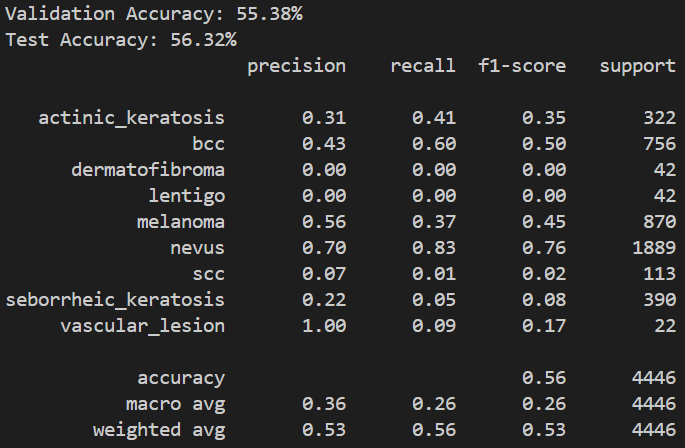 Validation Accuracy: 55.38%
Test Accuracy: 56.32%
precision recall f1-score support
actinic_keratosis 0.31 0.41 0.35 322
bcc 0.43 0.60 0.50 756
dermatofibroma 0.00 0.00 0.00 42
lentigo 0.00 0.00 0.00 42
melanoma 0.56 0.37 0.45 870
nevus 0.70 0.83 0.76 1889
scc 0.07 0.01 0.02 113
seborrheic_keratosis 0.22 0.05 0.08 390
vascular_lesion 1.00 0.09 0.17 22
accuracy 0.56 4446
macro avg 0.36 0.26 0.26 4446
weighted avg 0.53 0.56 0.53 4446